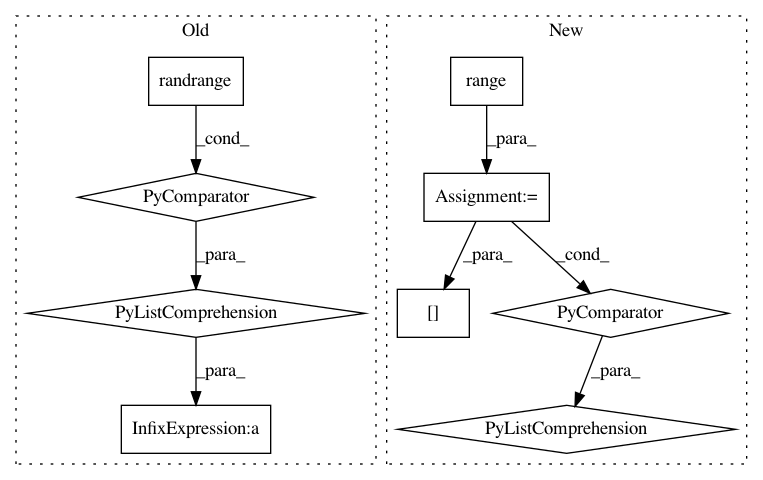 Old
New
randrange
range
_cond_
_para_
PyComparator
Assignment:=
_para_
_para_
_cond_
PyListComprehension
[]
PyComparator
_para_
_para_
InfixExpression:a
PyListComprehension